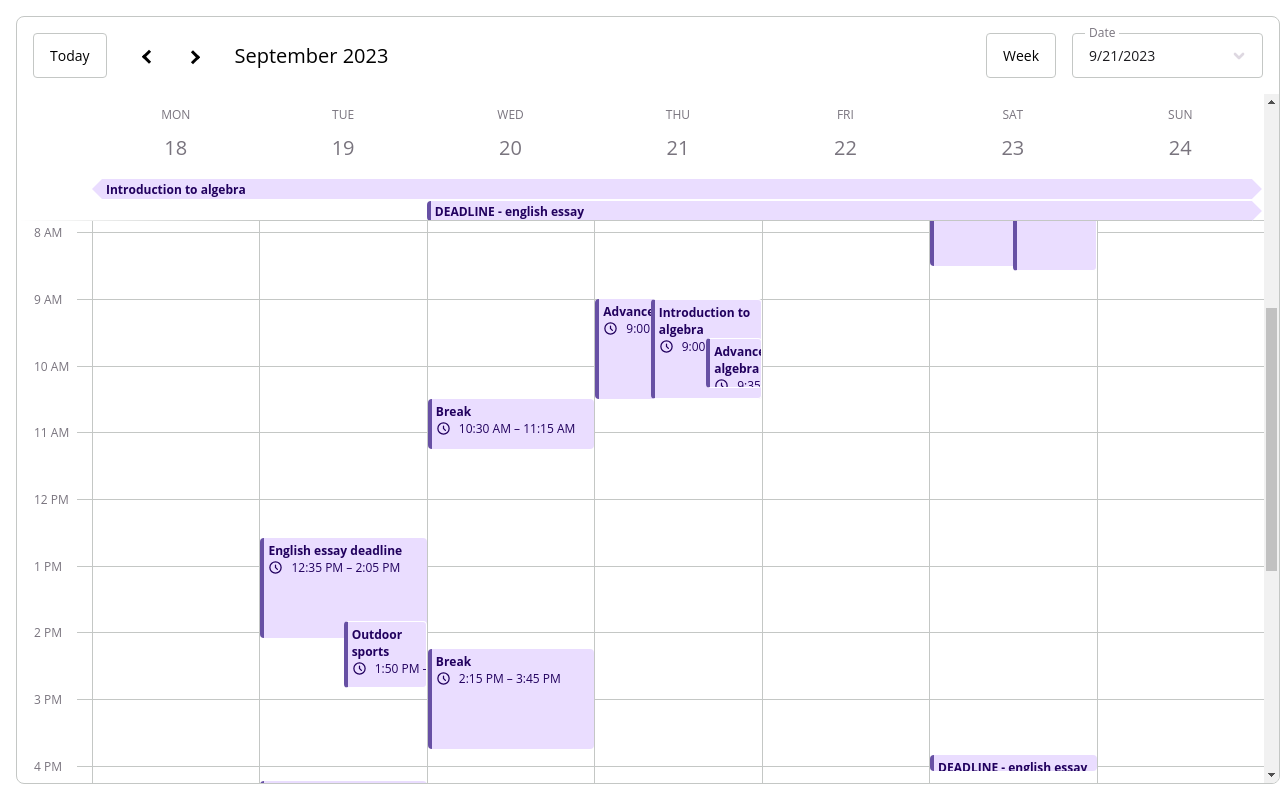 Today
September 2023
Week
Date
9/21/2023
MON
TUE
WED
THU
FRI
SAT
SUN
18
19
20
21
22
23
24
Introduction to algebra
DEADLINE - english essay
8 AM
9 AM
10 AM
11 AM
12 PM
1 PM
2 PM
3 PM
4 PM
English essay deadline
12:35 PM – 2:05 PM
Outdoor
sports
1:50 PM –
Break
10:30 AM – 11:15 AM
Break
2:15 PM – 3:45 PM
Advance
9:00
Introduction to
algebra
9:00
Advance
algebra
9:35
DEADLINE - english essay